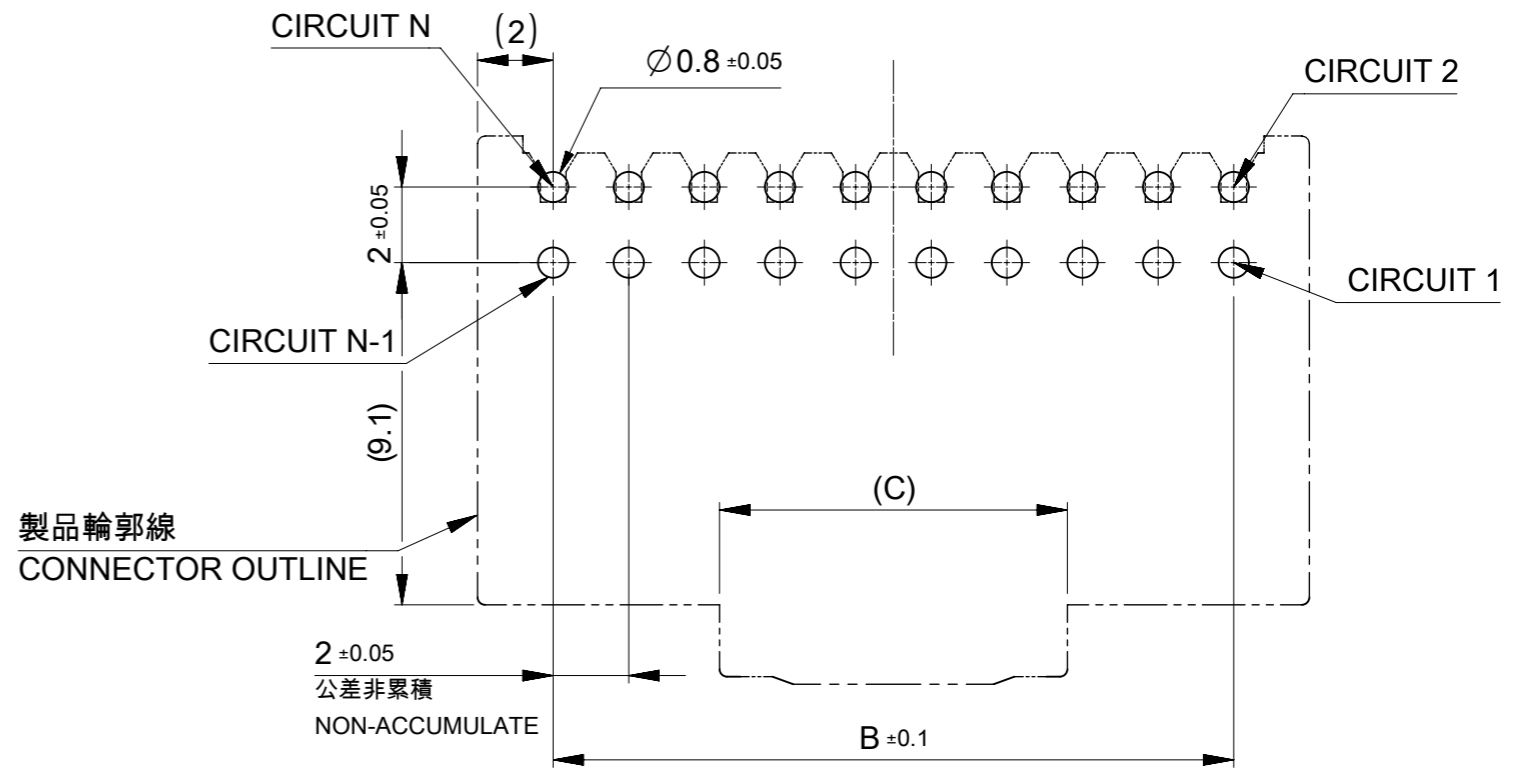 CIRCUIT N
(2)
∅0.8 ±0.05
CIRCUIT 2
2 ±0.05
CIRCUIT 1
CIRCUIT N-1
(9.1)
(C)
製品輪郭線
CONNECTOR OUTLINE
2 ±0.05
公差非累積
NON-ACCUMULATE
B ±0.1